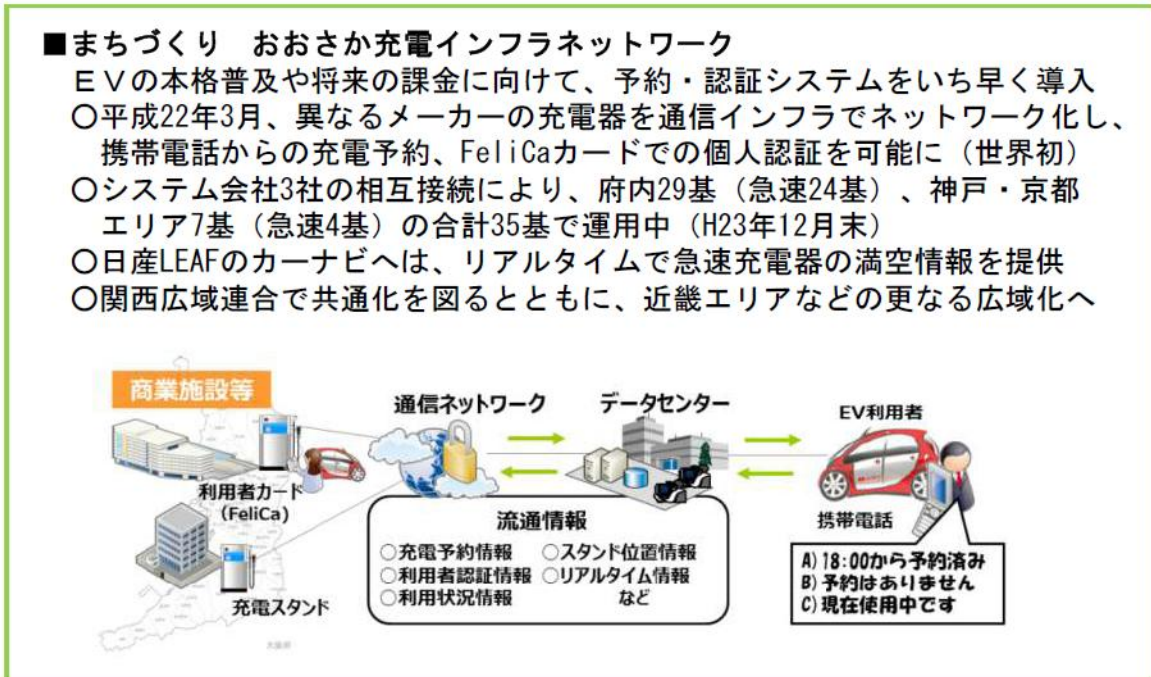 ■まちづくり　おおさか充電インフラネットワーク
ＥＶの本格普及や将来の課金に向けて、予約・認証システムをいち早く導入
○平成22年3月、異なるメーカーの充電器を通信インフラでネットワーク化し、
携帯電話からの充電予約、FeliCaカードでの個人認証を可能に（世界初）
○システム会社3社の相互接続により、府内29基（急速24基）、神戸・京都
エリア7基（急速4基）の合計35基で運用中（H23年12月末）
○日産LEAFのカーナビへは、リアルタイムで急速充電器の満空情報を提供
○関西広域連合で共通化を図るとともに、近畿エリアなどの更なる広域化へ
商業施設等
通信ネットワーク
データセンター
EV利用者
利用者カード
(FeliCa)
充電スタンド
携帯電話
流通情報
○充電予約情報　○スタンド位置情報
○利用者認証情報　○リアルタイム情報
○利用状況情報　など
A) 18:00から予約済み
B) 予約はありません
C) 現在使用中です
大阪府